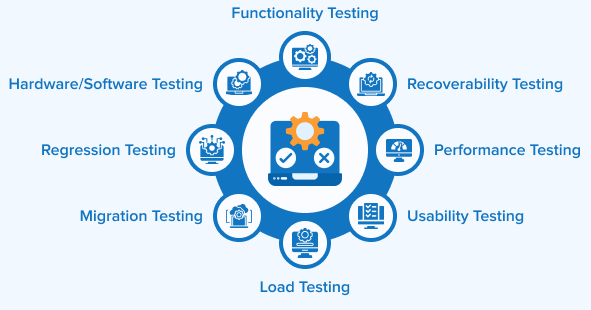 Functionality Testing
Hardware/Software Testing
Recoverability Testing
Regression Testing
Performance Testing
Migration Testing
Usability Testing
Load Testing